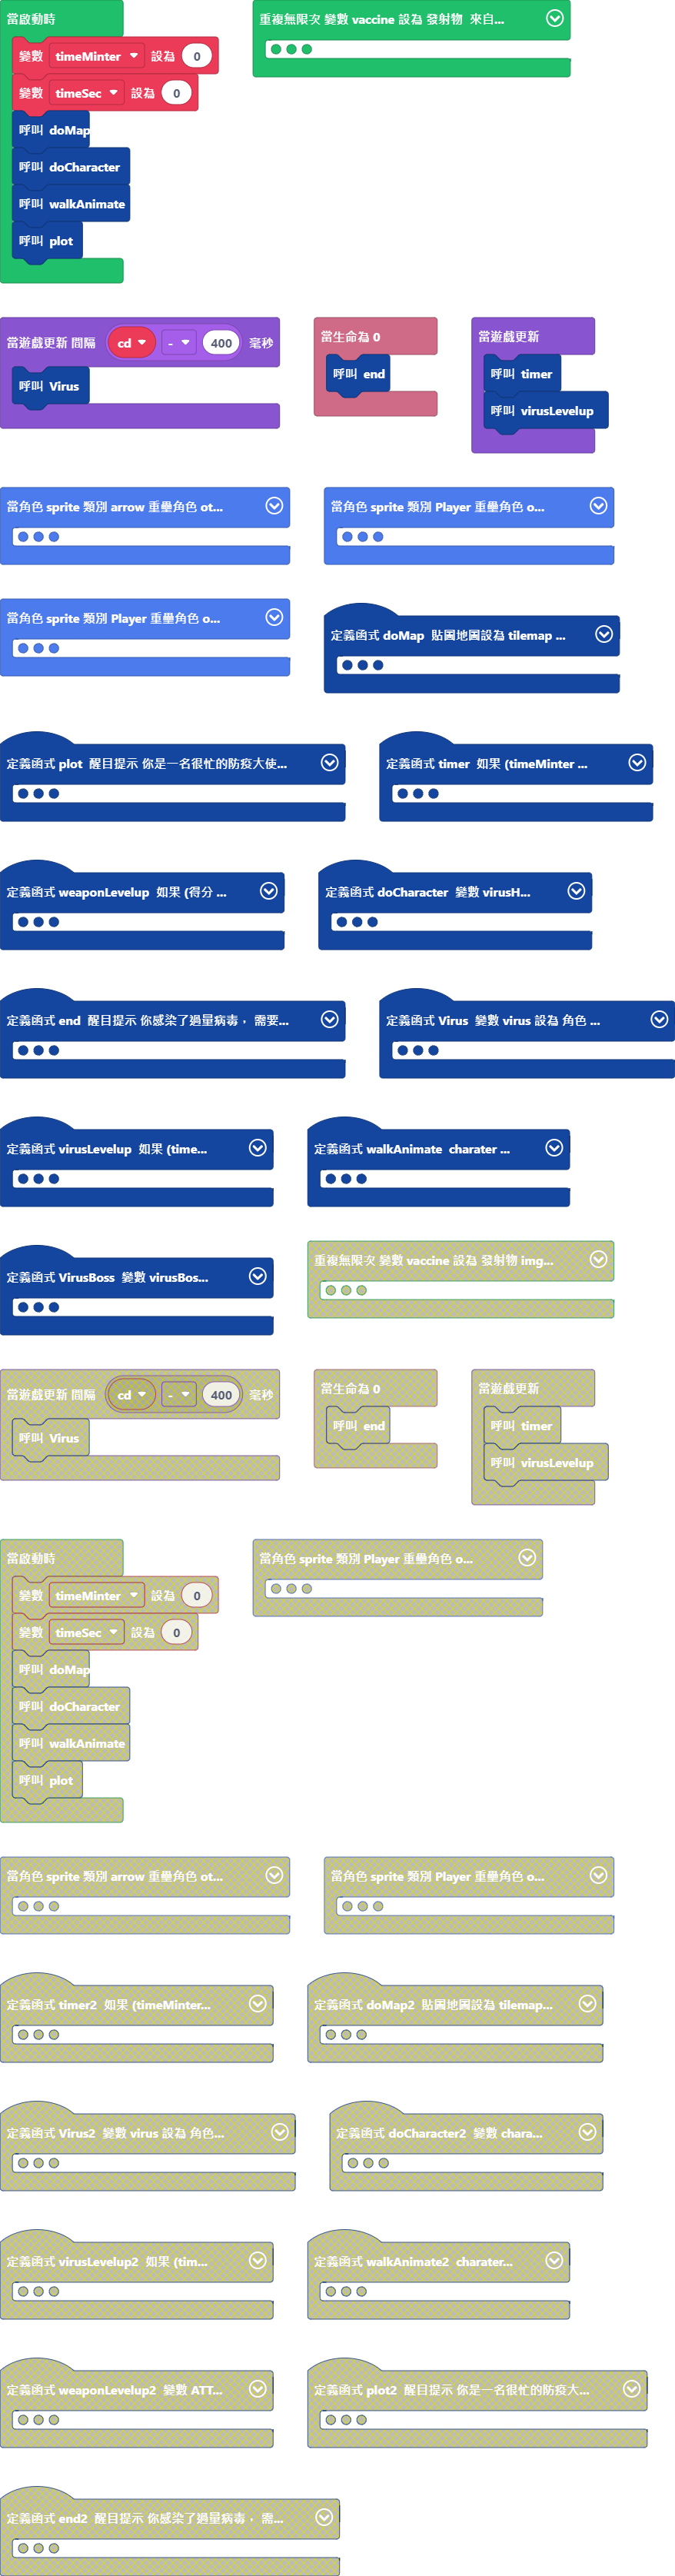 當啟動時
變數 timeMinter 設為 0
變數 timeSec 設為 0
呼叫 doMap
呼叫 doCharacter
呼叫 walkAnimate
呼叫 plot
重複無限次 變數 vaccine 設為 發射物 來自...
當遊戲更新 間隔 cd - 400 毫秒
呼叫 Virus
當生命為 0
呼叫 end
當遊戲更新
呼叫 timer
呼叫 virusLevelup
當角色 sprite 類別 arrow 重疊角色 ot...
當角色 sprite 類別 Player 重疊角色 o...
當角色 sprite 類別 Player 重疊角色 o...
定義函式 doMap 貼圖地圖設為 tilemap ...
定義函式 plot 醒目提示 你是一名很忙的防疫大使...
定義函式 timer 如果 (timeMinter ...
定義函式 weaponLevelup 如果 (得分 ...
定義函式 doCharacter 變數 virusH...
定義函式 end 醒目提示 你感染了過量病毒， 需要...
定義函式 Virus 變數 virus 設為 角色 ...
定義函式 virusLevelup 如果 (time...
定義函式 walkAnimate charater ...
定義函式 VirusBoss 變數 virusBos...
重複無限次 變數 vaccine 設為 發射物 img...
當遊戲更新 間隔 cd - 400 毫秒
呼叫 Virus
當生命為 0
呼叫 end
當遊戲更新
呼叫 timer
呼叫 virusLevelup
當啟動時
變數 timeMinter 設為 0
變數 timeSec 設為 0
呼叫 doMap
呼叫 doCharacter
呼叫 walkAnimate
呼叫 plot
當角色 sprite 類別 Player 重疊角色 o...
當角色 sprite 類別 arrow 重疊角色 ot...
當角色 sprite 類別 Player 重疊角色 o...
定義函式 timer2 如果 (timeMinter...
定義函式 doMap2 貼圖地圖設為 tilemap...
定義函式 Virus2 變數 virus 設為 角色...
定義函式 doCharacter2 變數 chara...
定義函式 virusLevelup2 如果 (tim...
定義函式 walkAnimate2 charater...
定義函式 weaponLevelup2 變數 ATT...
定義函式 plot2 醒目提示 你是一名很忙的防疫大...
定義函式 end2 醒目提示 你感染了過量病毒， 需...